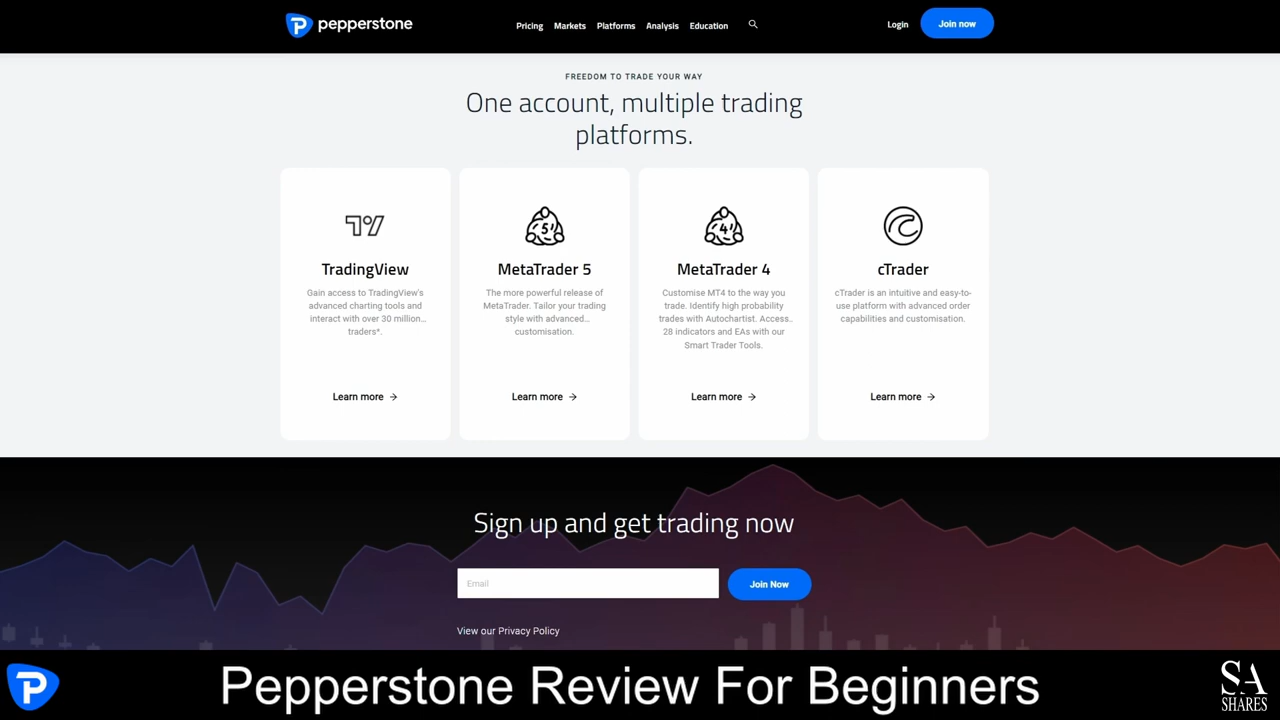 pepperstone
Pricing Markets Platforms Analysis Education
Login Join now
FREEDOM TO TRADE YOUR WAY
One account, multiple trading
platforms.
TradingView
Gain access to TradingView's
advanced charting tools and
interact with over 30 million...
traders*.
Learn more →
MetaTrader 5
The more powerful release of
MetaTrader. Tailor your trading
style with advanced...
customisation.
Learn more →
MetaTrader 4
Customise MT4 to the way you
trade. Identify high probability
trades with Autochartist. Access..
28 indicators and EAs with our
Smart Trader Tools.
Learn more →
cTrader
cTrader is an intuitive and easy-to-
use platform with advanced order
capabilities and customisation.
Learn more →
Sign up and get trading now
Email
Join Now
View our Privacy Policy
Pepperstone Review For Beginners
SA
SHARES